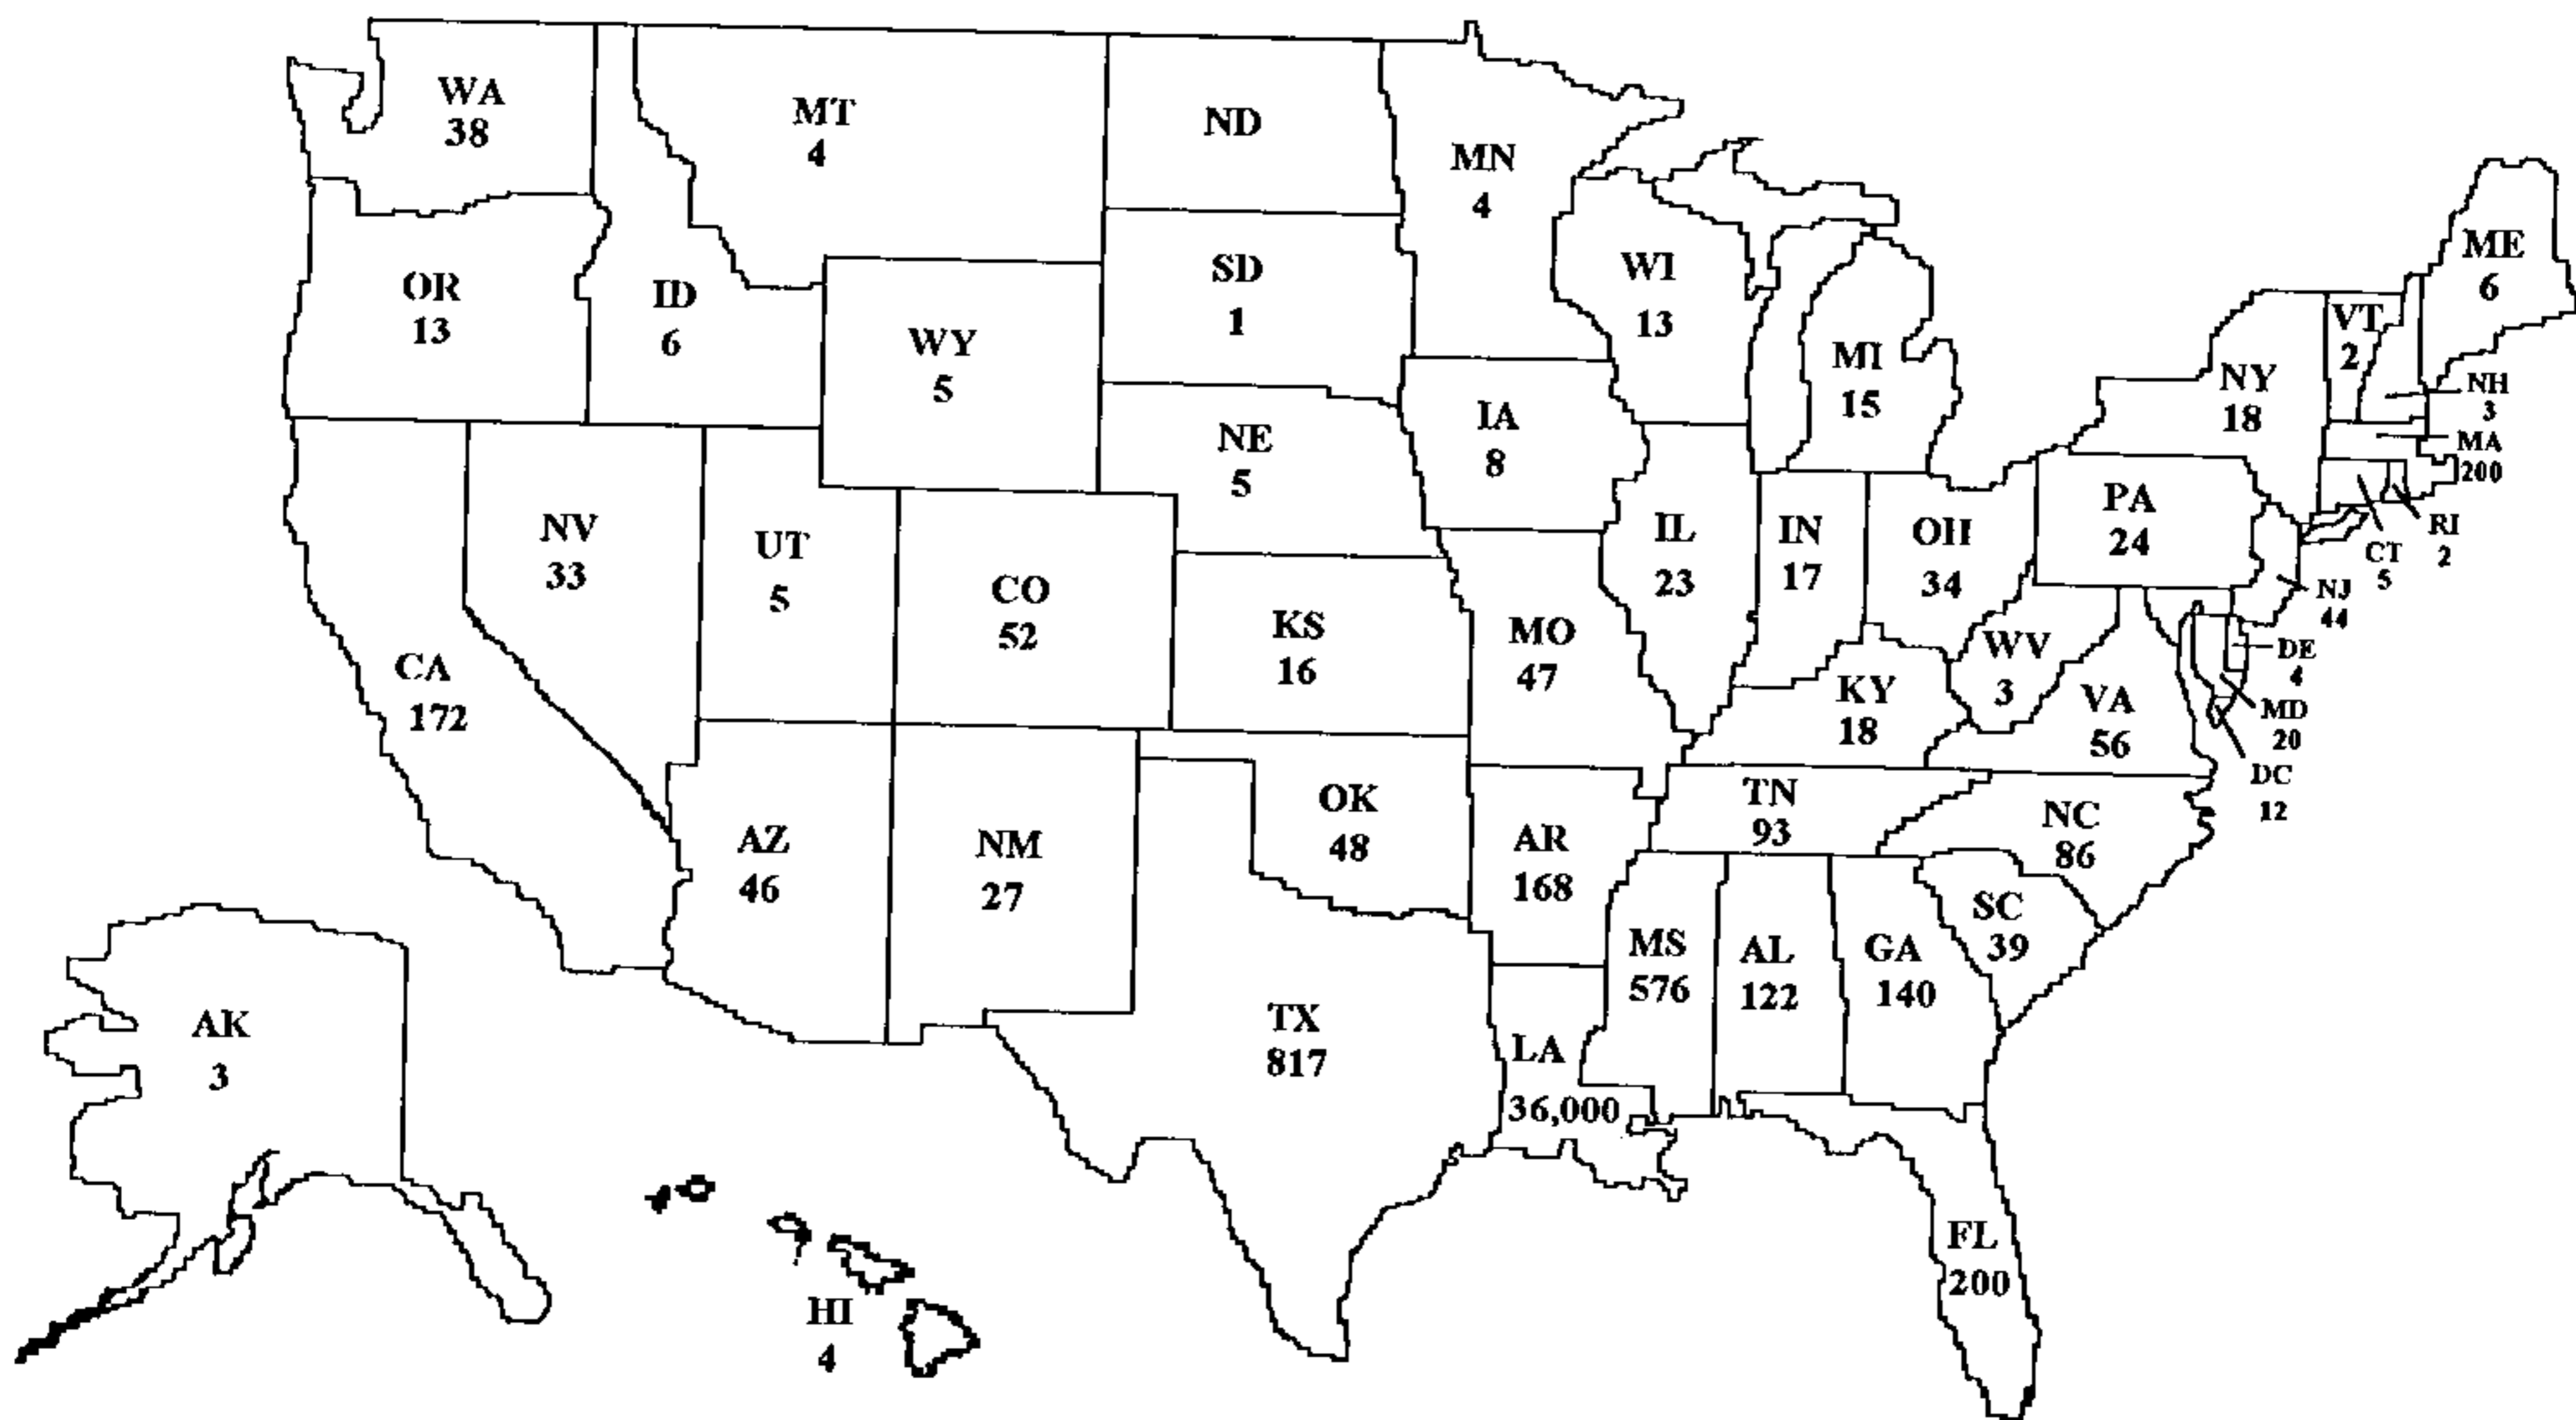 WA
38
MT
4
ND
MN
4
OR
13
ID
6
WY
5
SD
1
WI
13
MI
15
ME
6
VT
2
NH
3
NY
18
MA
200
NE
5
IA
8
NV
33
UT
5
CO
52
KS
16
MO
47
IL
23
IN
17
OH
34
PA
24
RI
2
CT
5
NJ
44
DE
4
MD
20
DC
12
WV
3
VA
56
KY
18
CA
172
AZ
46
NM
27
OK
48
AR
168
TN
93
NC
86
SC
39
MS
576
AL
122
GA
140
TX
817
LA
36,000
FL
200
AK
3
HI
4